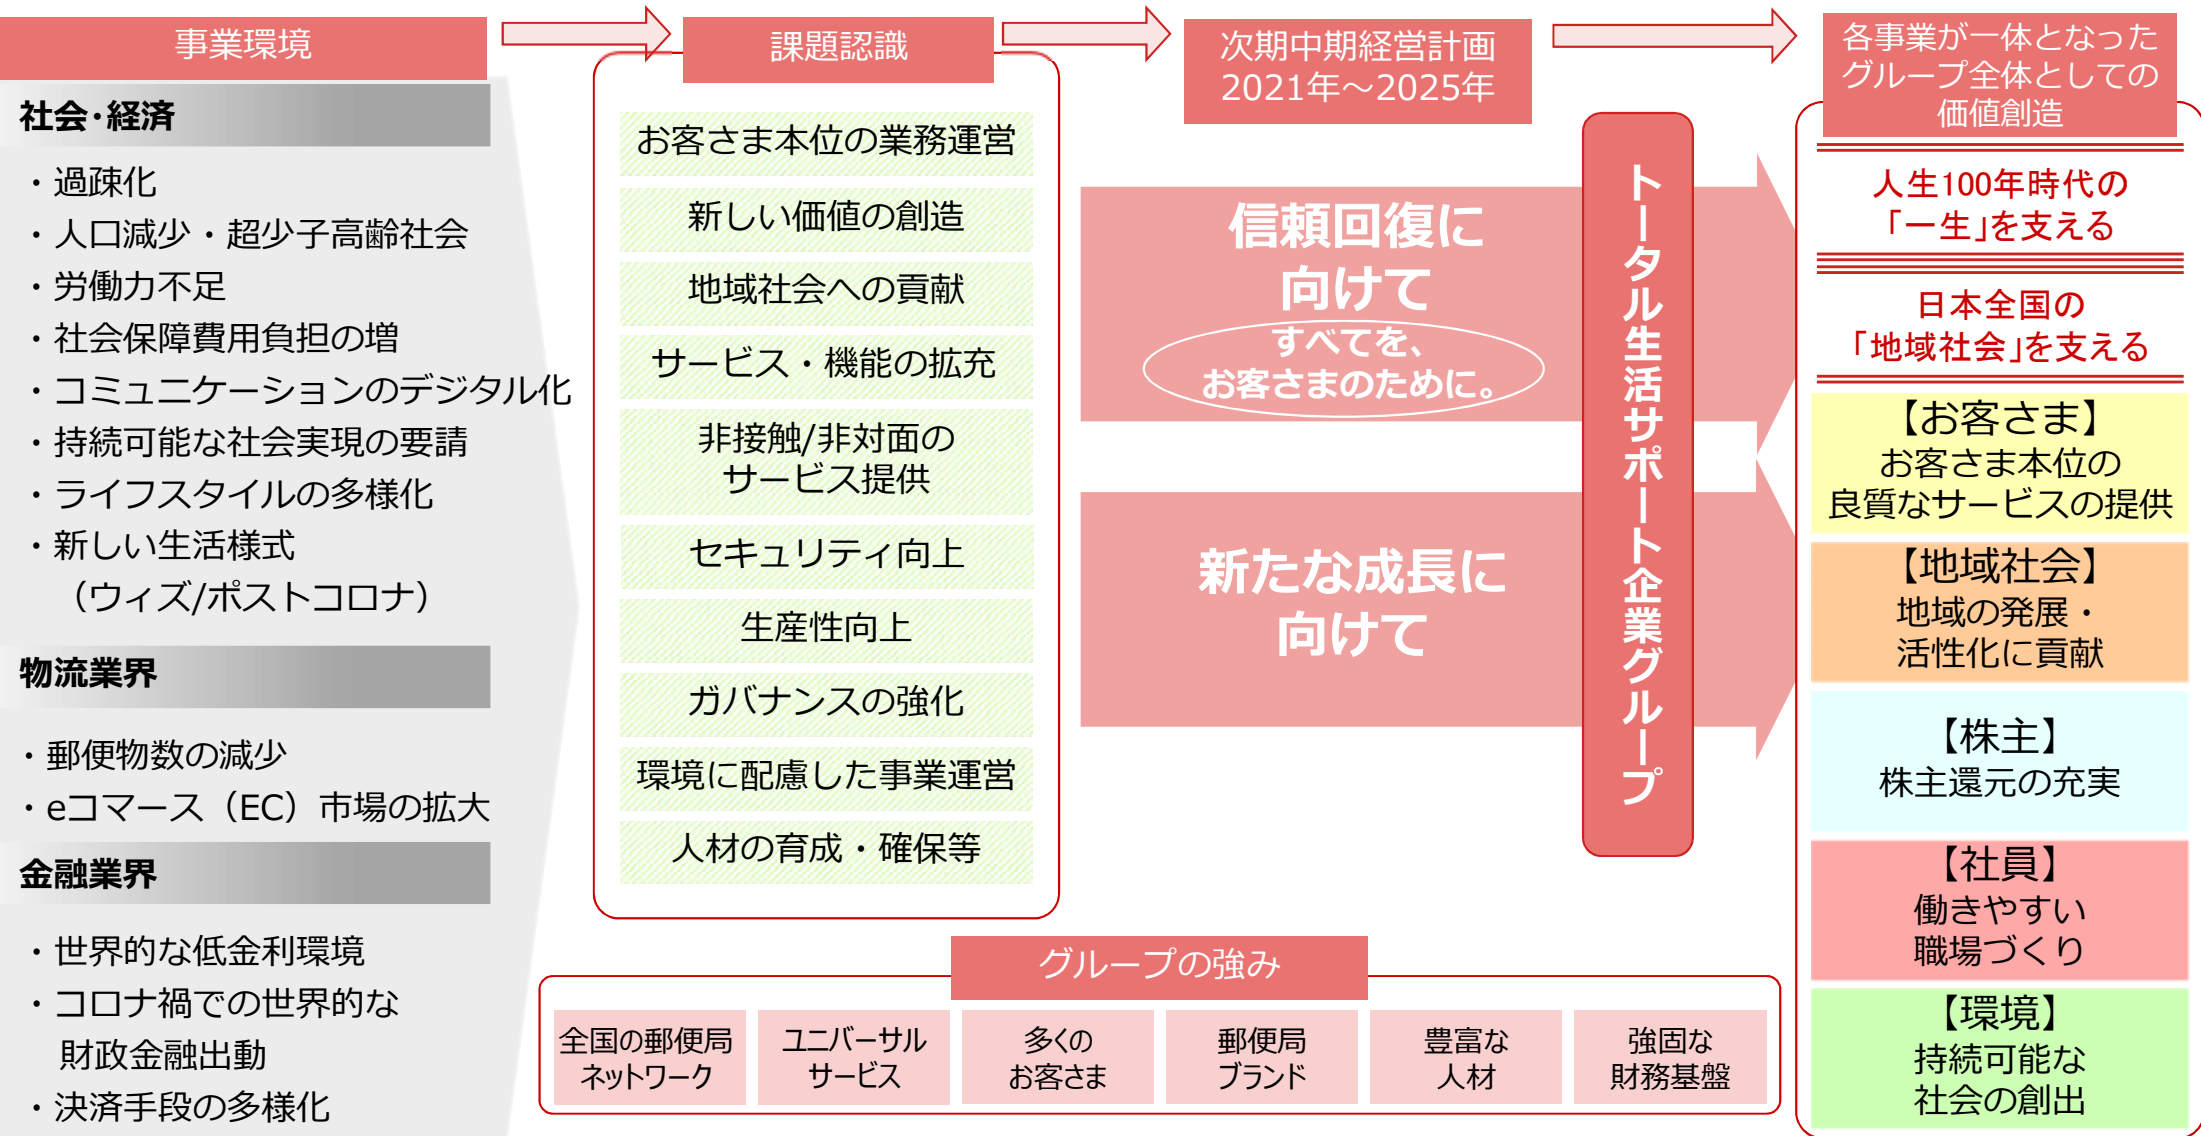 事業環境
社会・経済
・過疎化
・人口減少・超少子高齢社会
・労働力不足
・社会保障費用負担の増
・コミュニケーションのデジタル化
・持続可能な社会実現の要請
・ライフスタイルの多様化
・新しい生活様式
（ウィズ/ポストコロナ）
物流業界
・郵便物数の減少
・eコマース（EC）市場の拡大
金融業界
・世界的な低金利環境
・コロナ禍での世界的な
財政金融出動
・決済手段の多様化
課題認識
お客さま本位の業務運営
新しい価値の創造
地域社会への貢献
サービス・機能の拡充
非接触/非対面の
サービス提供
セキュリティ向上
生産性向上
ガバナンスの強化
環境に配慮した事業運営
人材の育成・確保等
次期中期経営計画
2021年～2025年
信頼回復に
向けて
すべてを、
お客さまのために。
新たな成長に
向けて
トータル生活サポート企業グループ
グループの強み
全国の郵便局
ネットワーク
ユニバーサル
サービス
多くの
お客さま
郵便局
ブランド
豊富な
人材
強固な
財務基盤
各事業が一体となった
グループ全体としての
価値創造
人生100年時代の
「一生」を支える
日本全国の
「地域社会」を支える
【お客さま】
お客さま本位の
良質なサービスの提供
【地域社会】
地域の発展・
活性化に貢献
【株主】
株主還元の充実
【社員】
働きやすい
職場づくり
【環境】
持続可能な
社会の創出